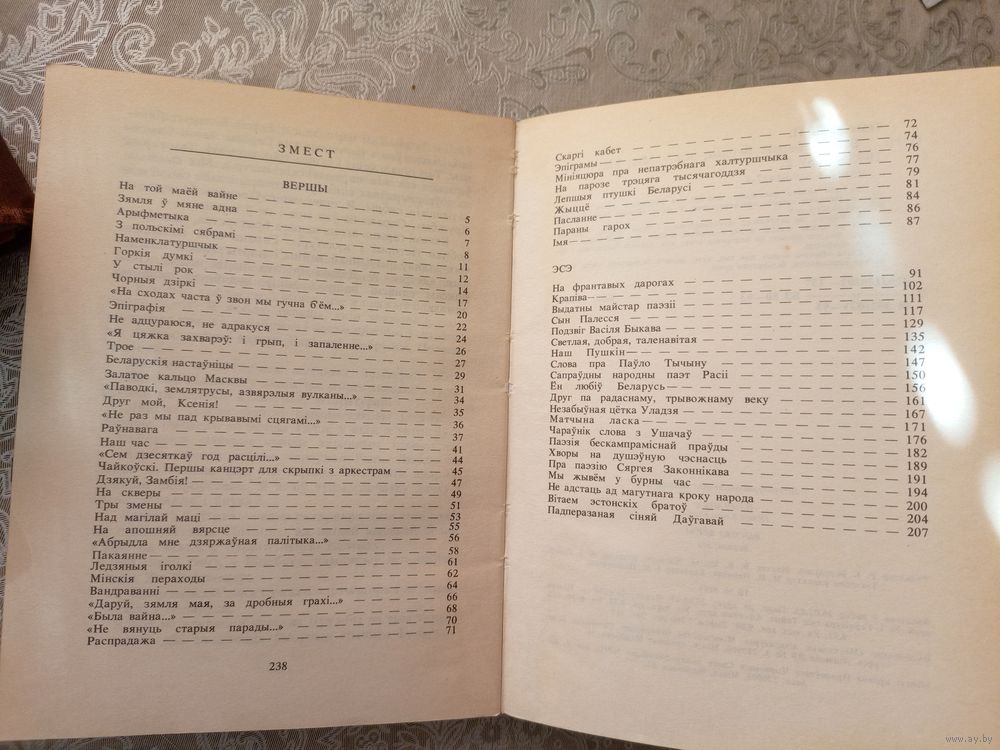 ЗМЕСТ
ВЕРШЫ
На той маёй вайне — 5
Зямля ў мяне адна — 6
Арыфметыка — 7
З польскімі сябрамі — 8
Наменклатуршчык — 11
Горкія думкі — 12
У стылі рок — 14
Чорныя дзіркі — 17
«На сходах часта ў звон мы гучна б'ём...» — 20
Эпіграфія — 22
Не адцураюся, не адракуся — 24
«Я цяжка захварэў: і грып, і запаленне...» — 26
Трое — 27
Беларускія настаўніцы — 29
Залатое кальцо Масквы — 31
«Паводкі, землятрусы, азвярэлыя вулканы...» — 34
Друг мой, Ксенія! — 35
«Не раз мы пад крывавымі сцягамі...» — 36
Раўнавага — 37
Наш час — 41
«Сем дзесяткаў год расцілі...» — 44
Чайкоўскі. Першы канцэрт для скрыпкі з аркестрам — 45
Дзякуй, Замбія! — 47
На скверы — 49
Тры змены — 51
Над магілай маці — 53
На апошняй вярсце — 55
«Абрыдла мне дзяржаўная палітыка...» — 56
Пакаянне — 58
Ледзяныя іголкі — 61
Мінскія пераходы — 62
Вандраванні — 64
«Даруй, зямля мая, за дробныя грахі...» — 66
«Была вайна...» — 68
«Не вянуць старыя парады...» — 70
Распрадажа — 71
238
Скаргі кабет — 72
Эпіграмы — 74
Мініяцюра пра непатрэбнага халтуршчыка — 76
На парозе трэцяга тысячагоддзя — 77
Лепшыя птушкі Беларусі — 79
Жыццё — 81
Пасланне — 84
Параны гарох — 86
Імя — 87
ЭСЭ
На франтавых дарогах — 91
Крапіва — 102
Выдатны майстар паэзіі — 111
Сын Палесся — 117
Подзвіг Васіля Быкава — 129
Светлая, добрая, таленавітая — 135
Наш Пушкін — 142
Слова пра Паўло Тычыну — 147
Сапраўдны народны паэт Расіі — 150
Ён любіў Беларусь — 156
Друг па радаснаму, трывожнаму веку — 161
Незабыўная цётка Уладзя — 167
Матчына ласка — 171
Чараўнік слова з Ушачаў — 176
Паэзія бескампраміснай праўды — 182
Хворы на душэўную чэснасць — 189
Пра паэзію Сяргея Законнікава — 191
Мы жывём у бурны час — 194
Не адстаць ад магутнага кроку народа — 200
Вітаем эстонскіх братоў — 204
Падперазаная сіняй Даўгавай — 207
www.ay.by